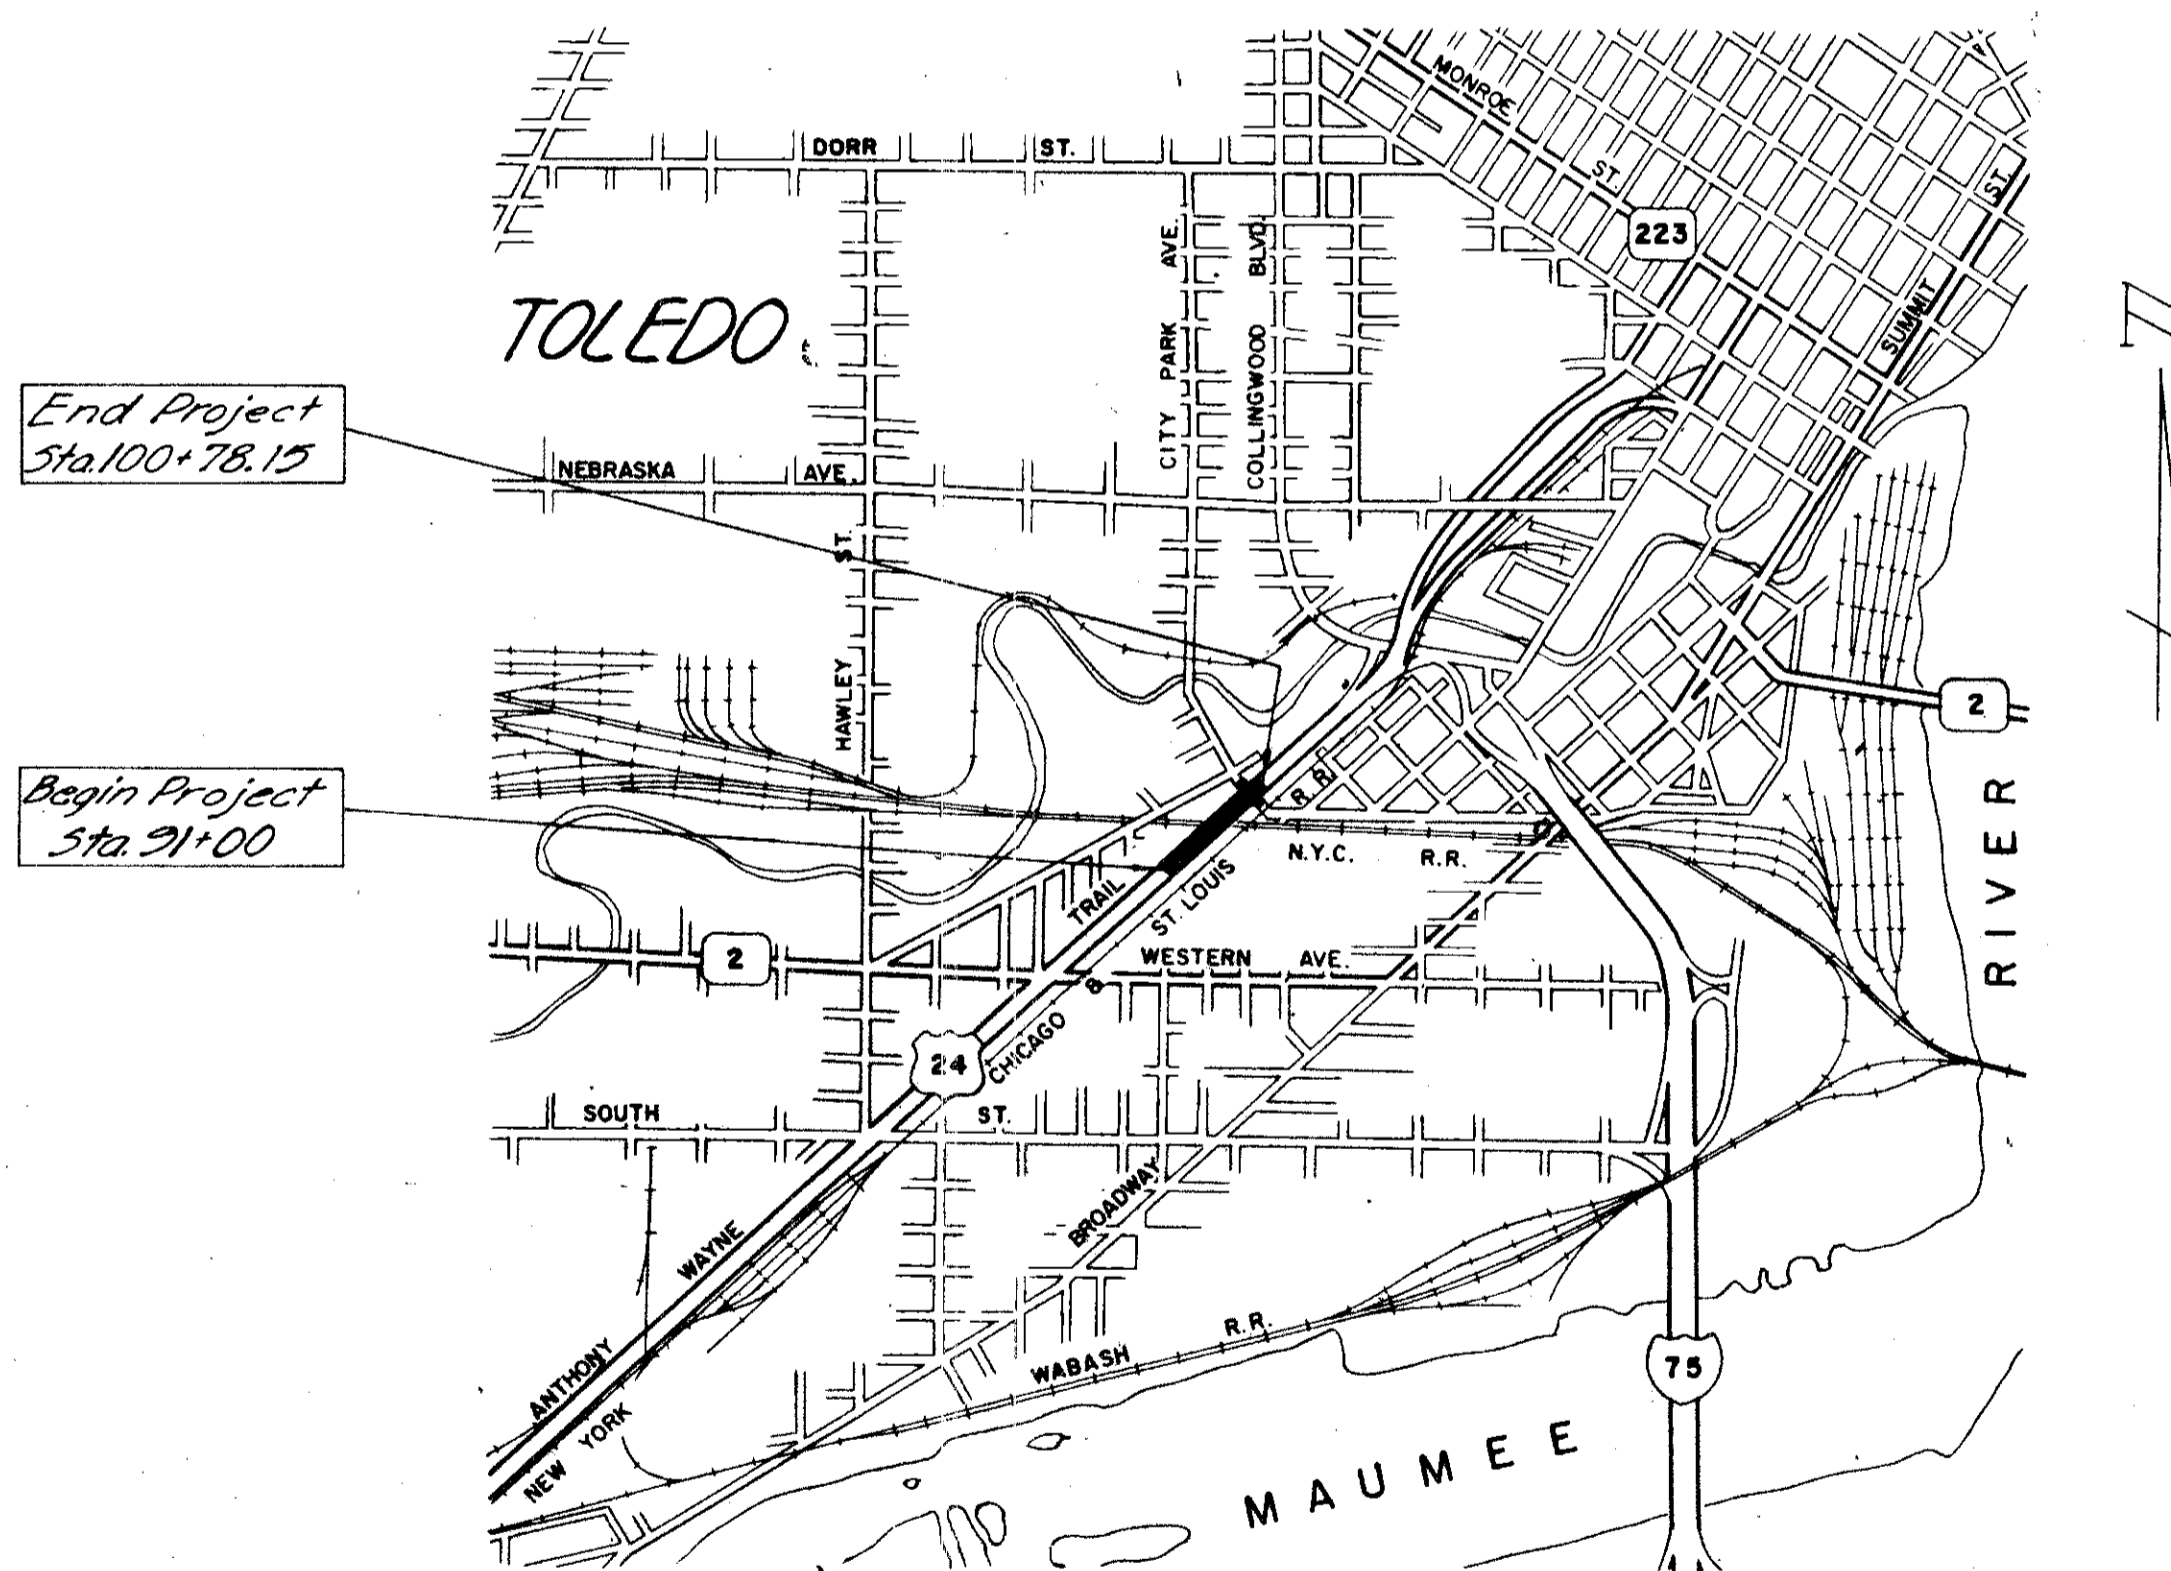 MONROE ST.
DORR ST.
223
SUMMIT ST.
CITY PARK AVE.
COLLINGWOOD BLVD.
TOLEDO
End Project
Sta. 100+78.15
NEBRASKA AVE.
HAWLEY ST.
2
Begin Project
Sta. 91+00
R.R.
N.Y.C. R.R.
TRAIL
ST. LOUIS
RIVER
2
WESTERN AVE.
&
CHICAGO
24
SOUTH ST.
BROADWAY
WAYNE
ANTHONY
NEW YORK
WABASH R.R.
75
MAUMEE